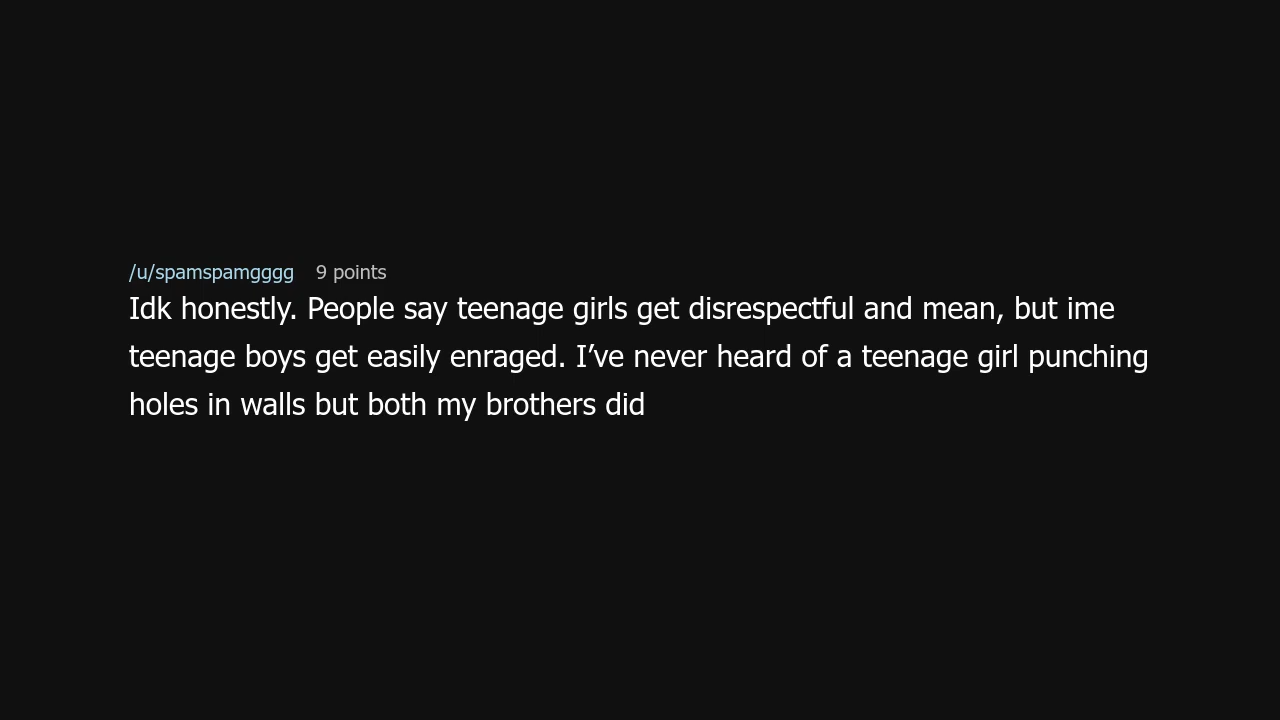 /u/spamspamgggg 9 points
Idk honestly. People say teenage girls get disrespectful and mean, but ime
teenage boys get easily enraged. I’ve never heard of a teenage girl punching
holes in walls but both my brothers did